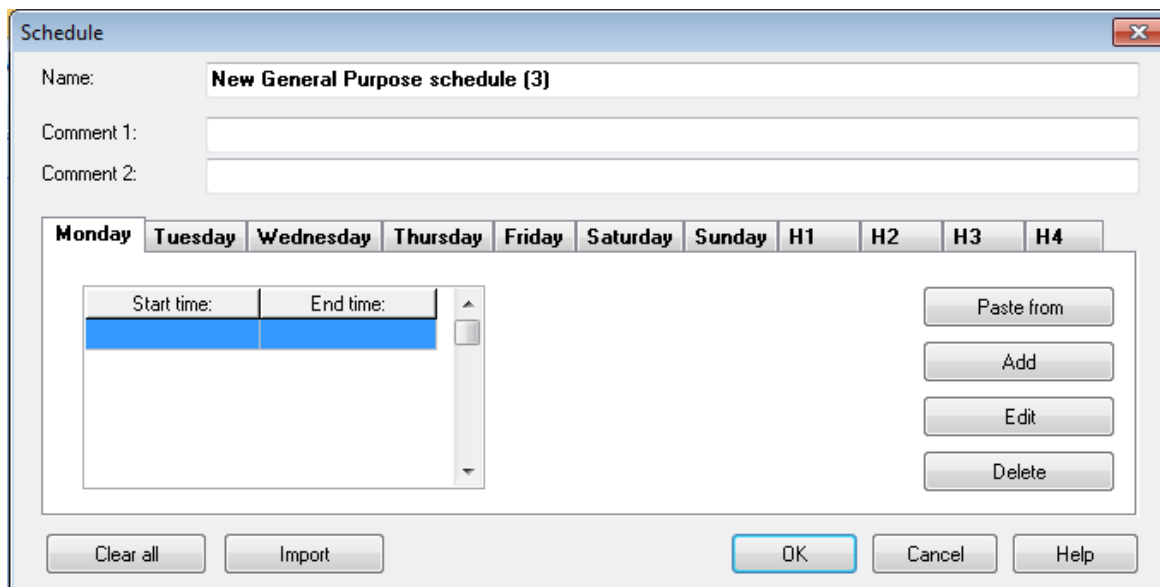 Schedule
Name: New General Purpose schedule (3)
Comment 1:
Comment 2:
Monday Tuesday Wednesday Thursday Friday Saturday Sunday H1 H2 H3 H4
Start time: End time:
Paste from
Add
Edit
Delete
Clear all Import OK Cancel Help